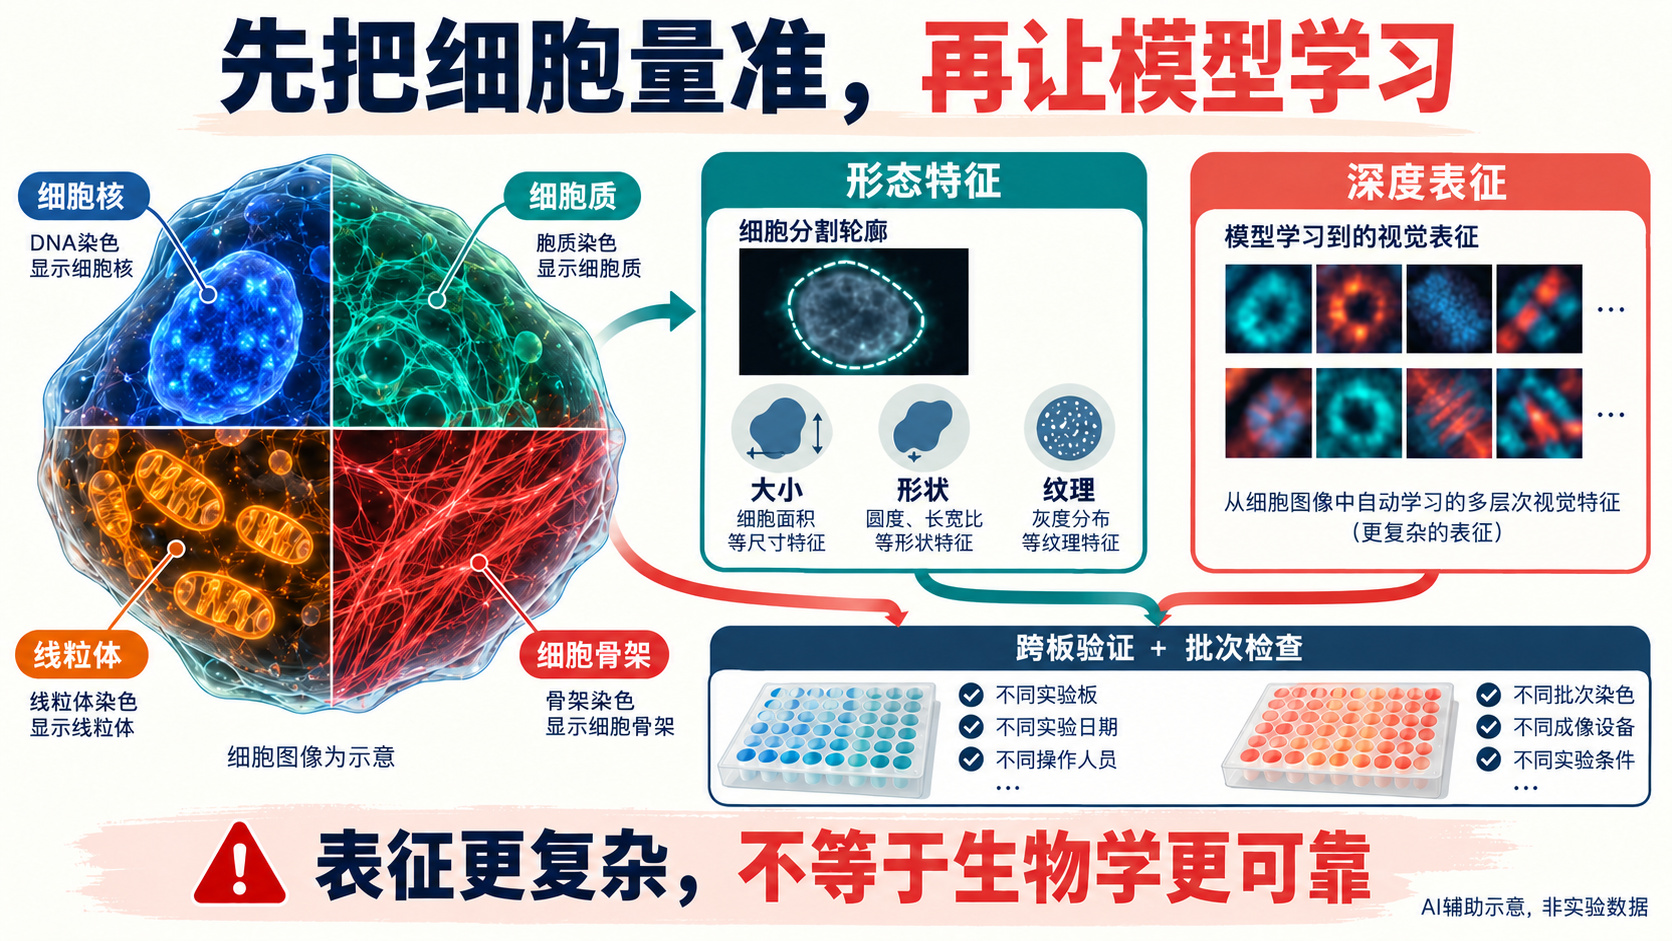 先把细胞量准，再让模型学习
细胞核
DNA染色
显示细胞核
细胞质
胞质染色
显示细胞质
线粒体
线粒体染色
显示线粒体
细胞骨架
骨架染色
显示细胞骨架
细胞图像为示意
形态特征
细胞分割轮廓
大小
细胞面积
等尺寸特征
形状
圆度、长宽比
等形状特征
纹理
灰度分布
等纹理特征
深度表征
模型学习到的视觉表征
...
...
从细胞图像中自动学习的多层次视觉特征
（更复杂的表征）
跨板验证 + 批次检查
不同实验板
不同实验日期
不同操作人员
...
不同批次染色
不同成像设备
不同实验条件
...
表征更复杂，不等于生物学更可靠
AI辅助示意，非实验数据